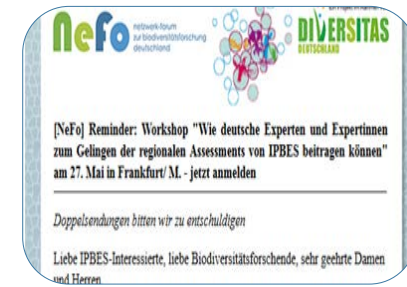 NeFo netzwerk-forum
zur biodiversitätsforschung
deutschland
DIVERSITAS
DEUTSCHLAND
[NeFo] Reminder: Workshop "Wie deutsche Experten und Expertinnen
zum Gelingen der regionalen Assessments von IPBES beitragen können"
am 27. Mai in Frankfurt/ M. - jetzt anmelden
Doppelsendungen bitten wir zu entschuldigen
Liebe IPBES-Interessierte, liebe Biodiversitätsforschende, sehr geehrte Damen
und Herren